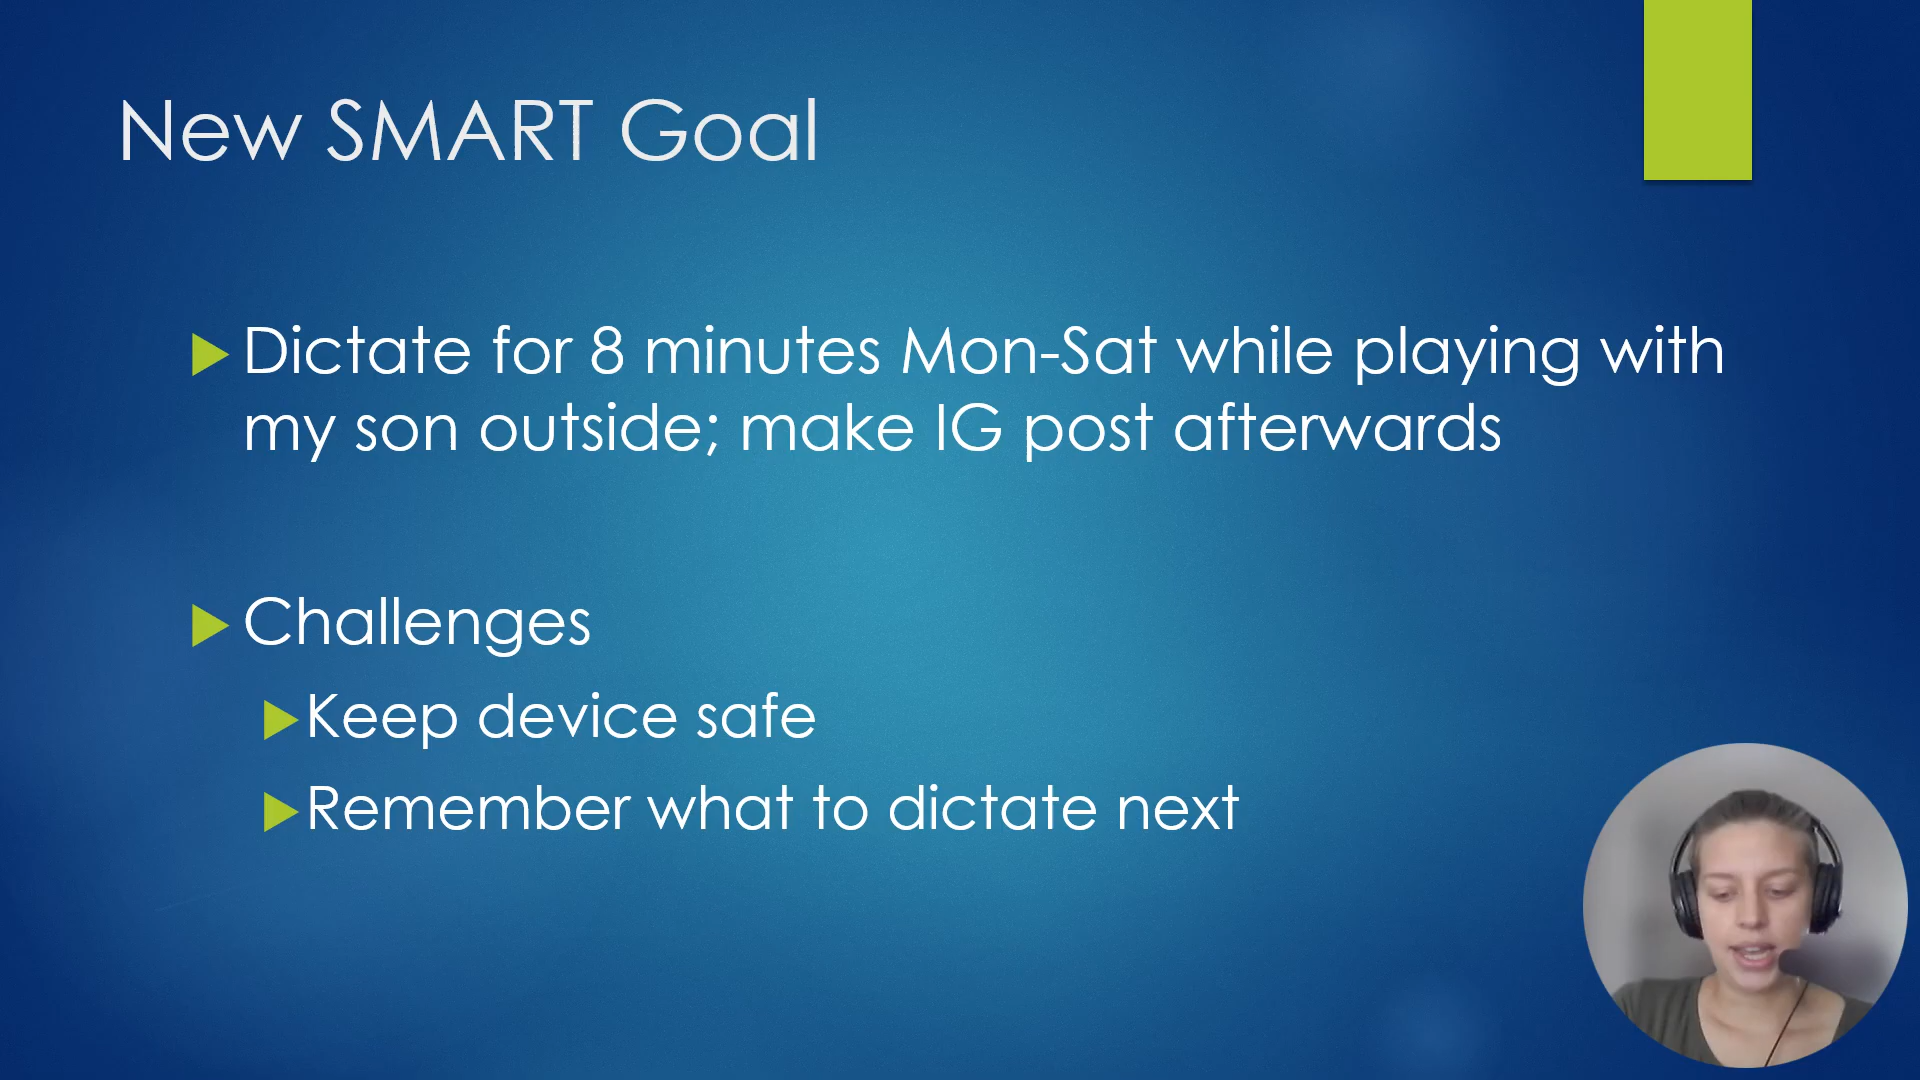 New SMART Goal
Dictate for 8 minutes Mon-Sat while playing with
my son outside; make IG post afterwards
Challenges
Keep device safe
Remember what to dictate next